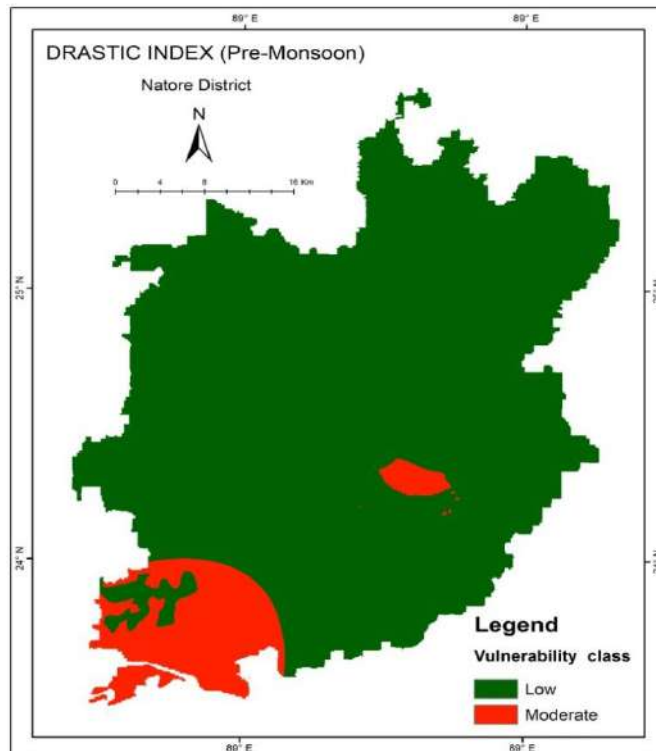 89° E 89° E
DRASTIC INDEX (Pre-Monsoon)
Natore District
N
0 4 8 12 16 Km
25° N
24° N
Legend
Vulnerability class
Low
Moderate
89° E 89° E